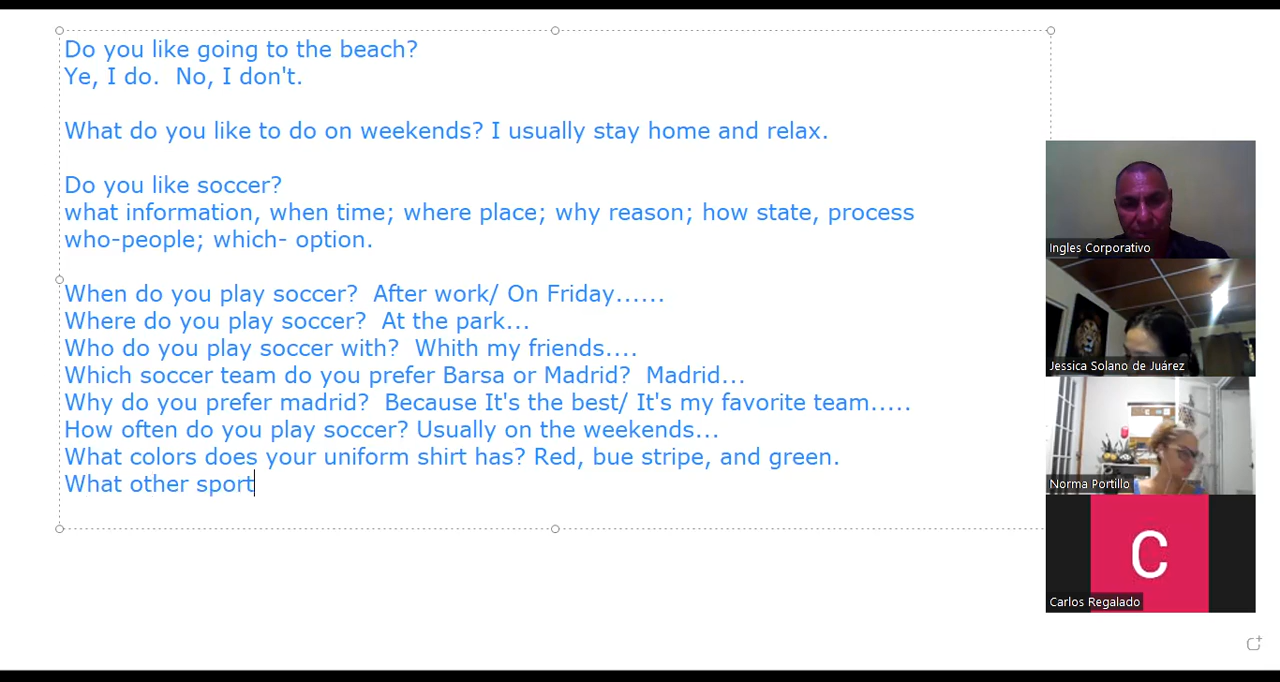 Do you like going to the beach?
Ye, I do.  No, I don't.
What do you like to do on weekends? I usually stay home and relax.
Do you like soccer?
what information, when time; where place; why reason; how state, process
who-people; which- option.
When do you play soccer?  After work/ On Friday......
Where do you play soccer?  At the park...
Who do you play soccer with?  Whith my friends....
Which soccer team do you prefer Barsa or Madrid?  Madrid...
Why do you prefer madrid?  Because It's the best/ It's my favorite team.....
How often do you play soccer? Usually on the weekends...
What colors does your uniform shirt has? Red, bue stripe, and green.
What other sport
Ingles Corporativo
Jessica Solano de Juárez
Norma Portillo
C
Carlos Regalado